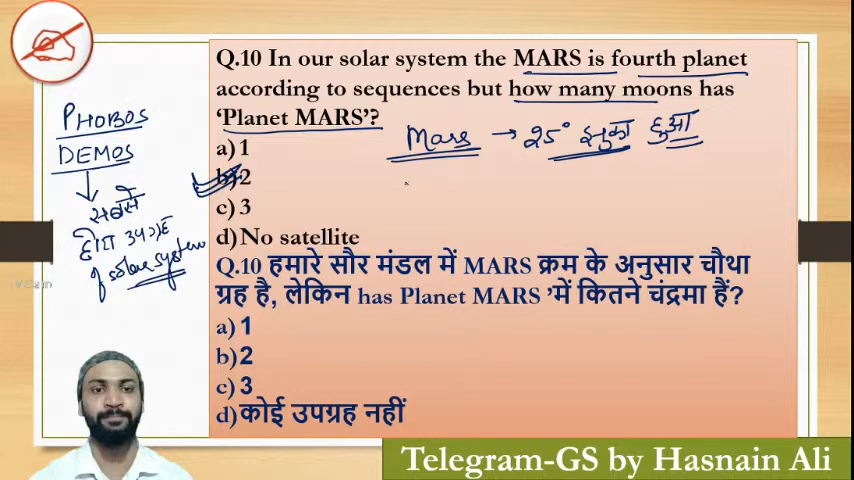 Q.10 In our solar system the MARS is fourth planet
according to sequences but how many moons has
‘Planet MARS’?
a) 1
b) 2
c) 3
d) No satellite
Q.10 हमारे सौर मंडल में MARS क्रम के अनुसार चौथा
ग्रह है, लेकिन has Planet MARS ’में कितने चंद्रमा हैं?
a) 1
b) 2
c) 3
d) कोई उपग्रह नहीं
PHOBOS
DEMOS
सबसे
छोटा उपग्रह
of solar system
Mars → 25° झुका हुआ
Telegram-GS by Hasnain Ali